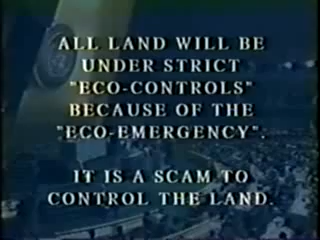 ALL LAND WILL BE
UNDER STRICT
"ECO-CONTROLS"
BECAUSE OF THE
"ECO-EMERGENCY".
IT IS A SCAM TO
CONTROL THE LAND.